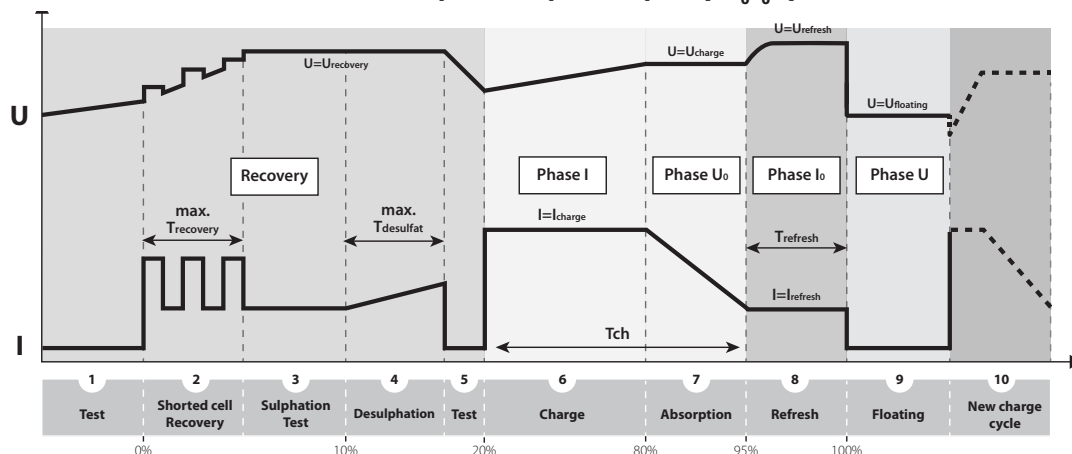 U=Urefresh
U=Urecovery
U=Ucharge
U
U=Ufloating
Recovery
Phase I
Phase U0
Phase I0
Phase U
max.
Trecovery
max.
Tdesulfat
I=Icharge
Trefresh
I=Irefresh
I
Tch
1
2
3
4
5
6
7
8
9
10
Test
Shorted cell
Recovery
Sulphation
Test
Desulphation
Test
Charge
Absorption
Refresh
Floating
New charge
cycle
0%
10%
20%
80%
95%
100%